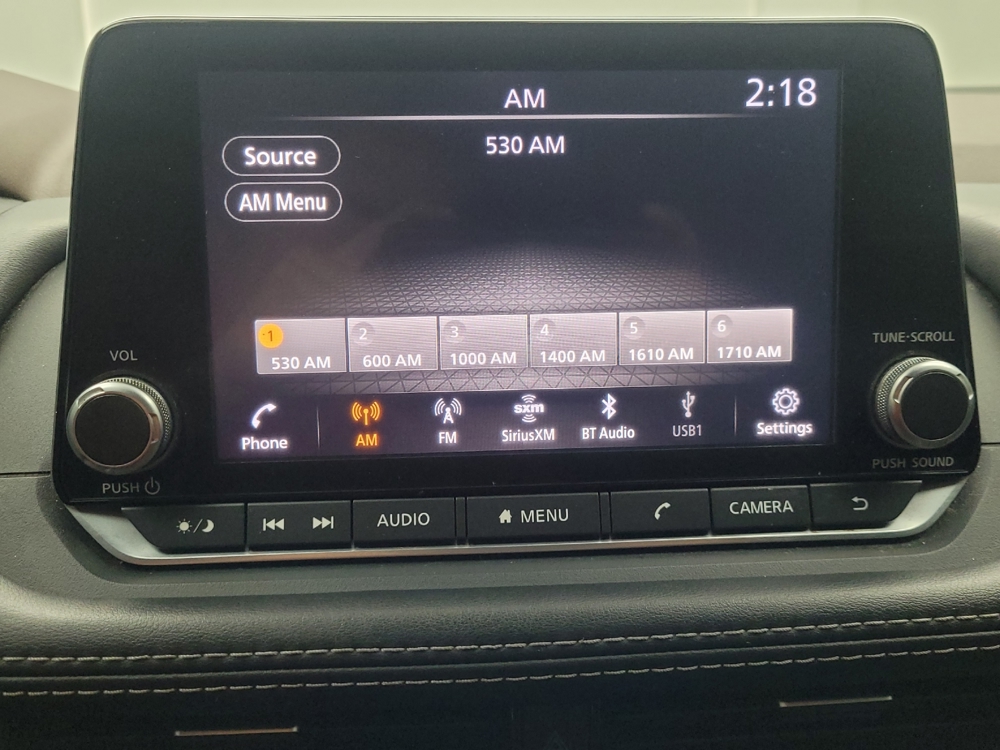 AM
2:18
530 AM
Source
AM Menu
1
530 AM
2
600 AM
3
1000 AM
4
1400 AM
5
1610 AM
6
1710 AM
Phone
AM
FM
sxm
SiriusXM
BT Audio
USB1
Settings
VOL
PUSH
TUNE·SCROLL
PUSH SOUND
AUDIO
MENU
CAMERA